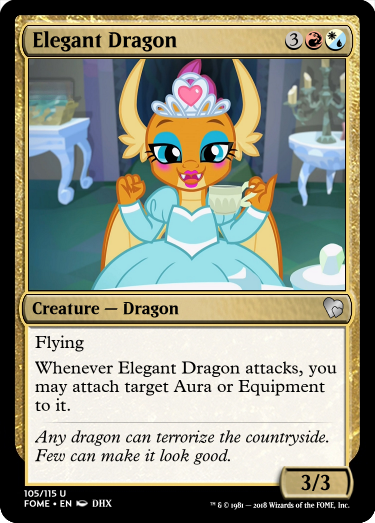 Elegant Dragon 3
Creature — Dragon
Flying
Whenever Elegant Dragon attacks, you
may attach target Aura or Equipment
to it.
Any dragon can terrorize the countryside.
Few can make it look good.
3/3
105/115 U
FOME • EN DHX
™ & © 1981 — 2018 Wizards of the FOME, Inc.